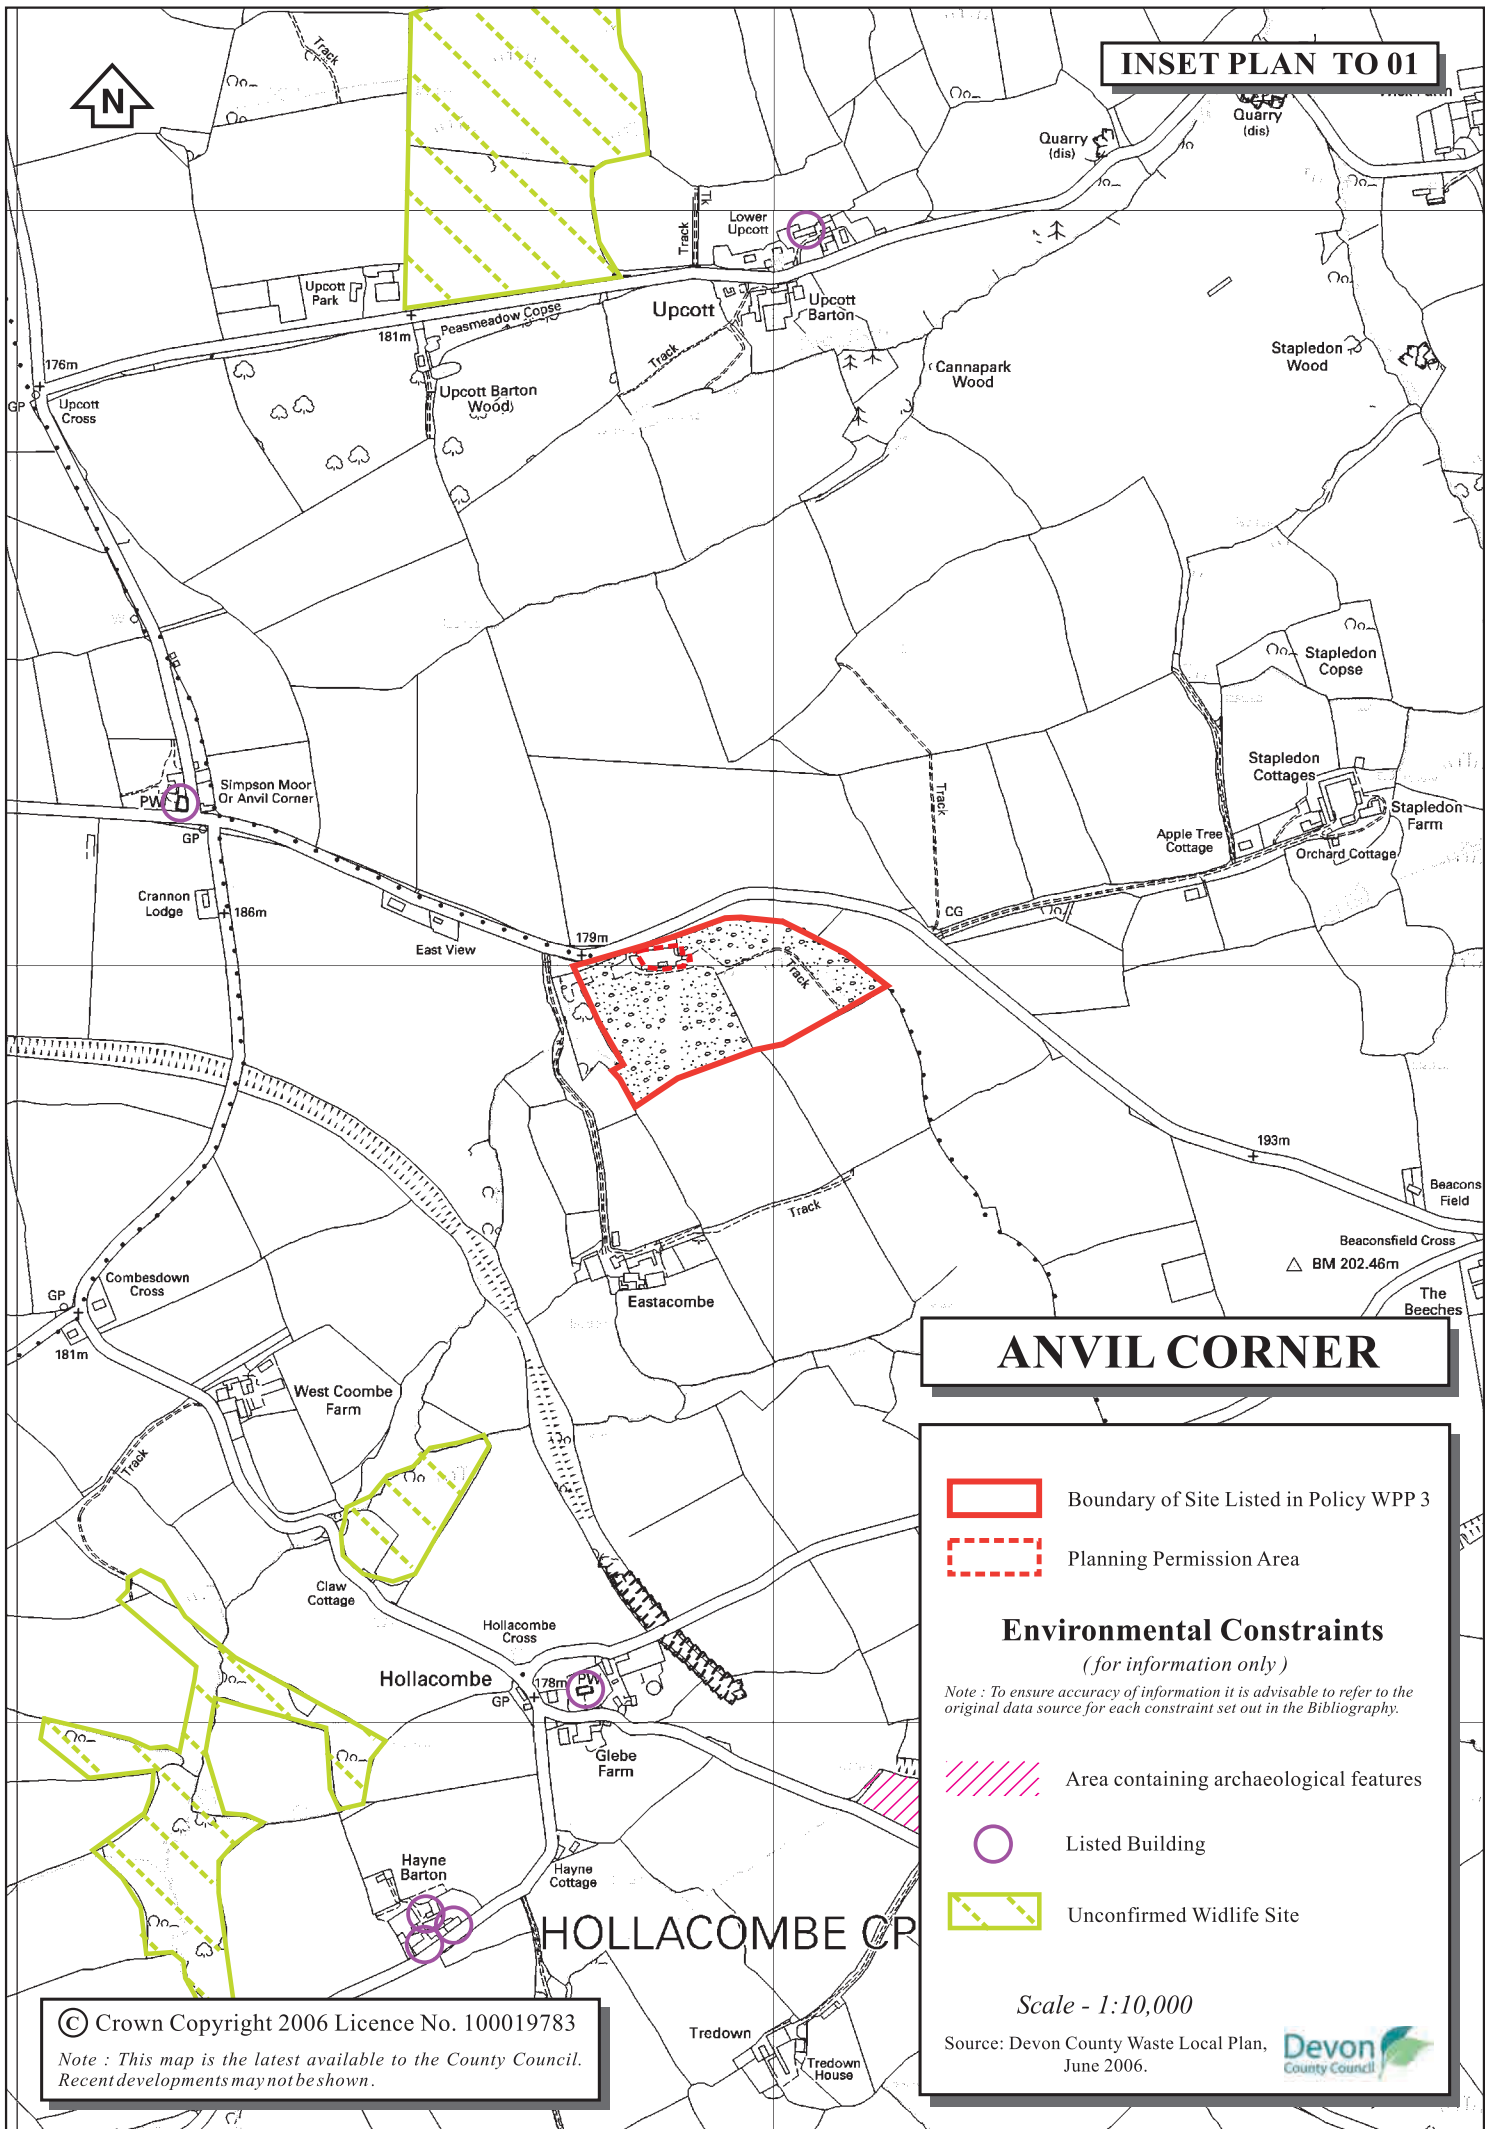 INSET PLAN TO 01
N
Track
Quarry
(dis)
Quarry
(dis)
Tk
Track
Lower
Upcott
Upcott
Park
Upcott
Upcott
Barton
181m
Peasmeadow Copse
Track
176m
GP
Upcott
Cross
Upcott Barton
Wood
Cannapark
Wood
Stapledon
Wood
Stapledon
Copse
Simpson Moor
Or Anvil Corner
PW
GP
Track
Stapledon
Cottages
Stapledon
Farm
Apple Tree
Cottage
Orchard Cottage
Crannon
Lodge
186m
CG
East View
179m
Track
193m
Beacons
Field
Track
Beaconsfield Cross
BM 202.46m
The
Beeches
Combesdown
Cross
GP
181m
Eastacombe
ANVIL CORNER
West Coombe
Farm
Track
Boundary of Site Listed in Policy WPP 3
Planning Permission Area
Claw
Cottage
Hollacombe
Cross
Hollacombe
178m
PW
GP
Glebe
Farm
Environmental Constraints
( for information only )
Note : To ensure accuracy of information it is advisable to refer to the
original data source for each constraint set out in the Bibliography.
Area containing archaeological features
Listed Building
Unconfirmed Widlife Site
Hayne
Barton
Hayne
Cottage
HOLLACOMBE CP
Scale - 1:10,000
Source: Devon County Waste Local Plan,
June 2006.
Devon
County Council
© Crown Copyright 2006 Licence No. 100019783
Note : This map is the latest available to the County Council.
Recent developments may not be shown.
Tredown
Tredown
House